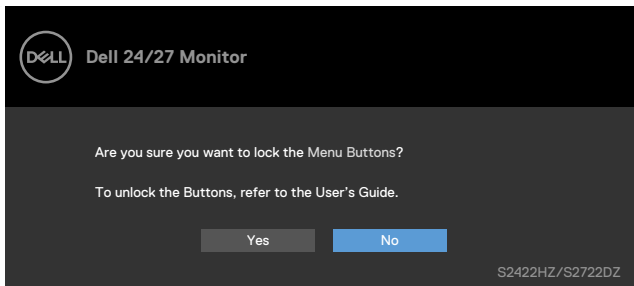 DELL
Dell 24/27 Monitor
Are you sure you want to lock the Menu Buttons?
To unlock the Buttons, refer to the User's Guide.
Yes
No
S2422HZ/S2722DZ